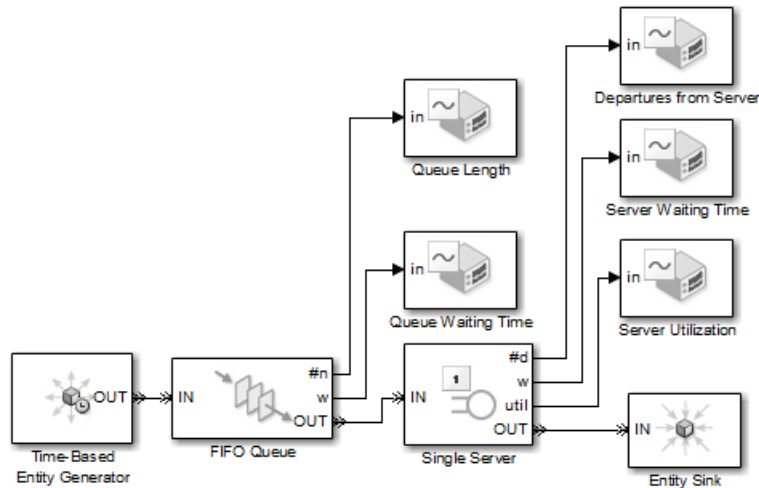 in
Departures from Server
in
Queue Length
in
Server Waiting Time
in
Queue Waiting Time
in
Server Utilization
OUT
Time-Based
Entity Generator
IN
#n
w
OUT
FIFO Queue
IN
1
#d
w
util
OUT
Single Server
IN
Entity Sink